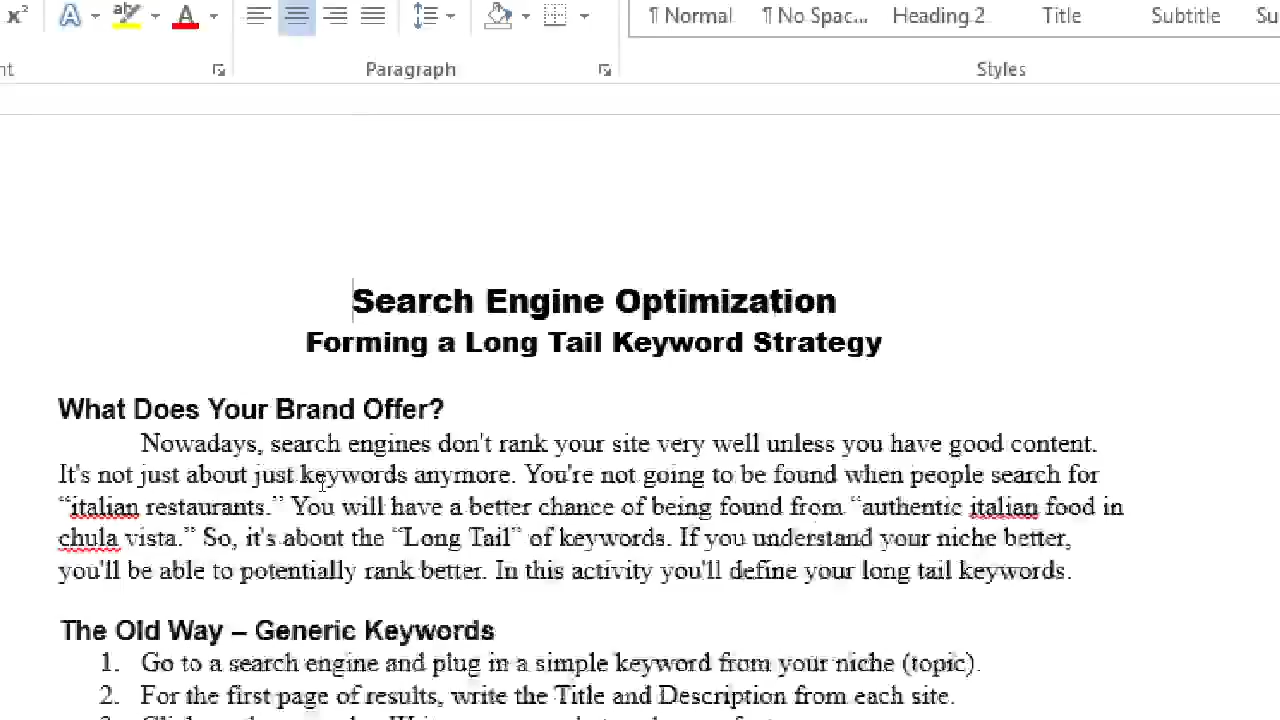 x² A ab A ¶ Normal ¶ No Spac... Heading 2 Title Subtitle Su
nt Paragraph Styles
Search Engine Optimization
Forming a Long Tail Keyword Strategy
What Does Your Brand Offer?
Nowadays, search engines don't rank your site very well unless you have good content.
It's not just about just keywords anymore. You're not going to be found when people search for
“italian restaurants.” You will have a better chance of being found from “authentic italian food in
chula vista.” So, it's about the “Long Tail” of keywords. If you understand your niche better,
you'll be able to potentially rank better. In this activity you'll define your long tail keywords.
The Old Way – Generic Keywords
1. Go to a search engine and plug in a simple keyword from your niche (topic).
2. For the first page of results, write the Title and Description from each site.